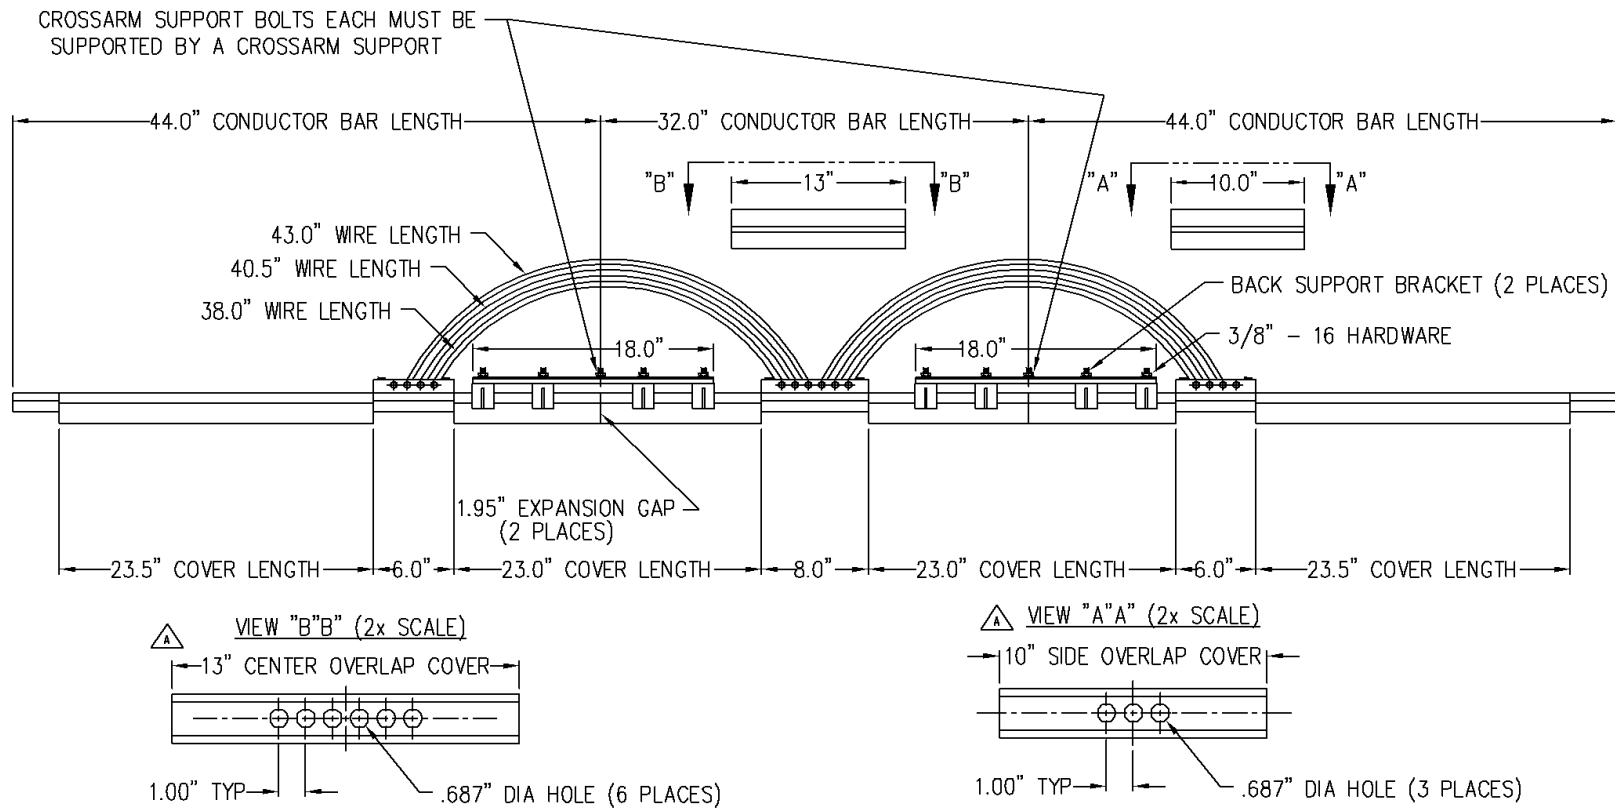 CROSSARM SUPPORT BOLTS EACH MUST BE
SUPPORTED BY A CROSSARM SUPPORT
44.0" CONDUCTOR BAR LENGTH
32.0" CONDUCTOR BAR LENGTH
44.0" CONDUCTOR BAR LENGTH
"B"
13"
"B"
"A"
10.0"
"A"
43.0" WIRE LENGTH
40.5" WIRE LENGTH
38.0" WIRE LENGTH
BACK SUPPORT BRACKET (2 PLACES)
3/8" - 16 HARDWARE
18.0"
18.0"
1.95" EXPANSION GAP
(2 PLACES)
23.5" COVER LENGTH
6.0"
23.0" COVER LENGTH
8.0"
23.0" COVER LENGTH
6.0"
23.5" COVER LENGTH
A
VIEW "B"B" (2x SCALE)
13" CENTER OVERLAP COVER
1.00" TYP
.687" DIA HOLE (6 PLACES)
A
VIEW "A"A" (2x SCALE)
10" SIDE OVERLAP COVER
1.00" TYP
.687" DIA HOLE (3 PLACES)